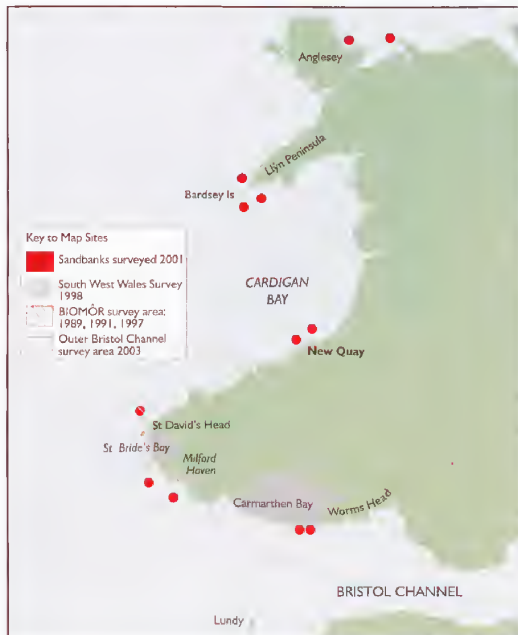 Anglesey
Llŷn Peninsula
Bardsey Is
Key to Map Sites
Sandbanks surveyed 2001
South West Wales Survey
1998
BIOMÔR survey area:
1989, 1991, 1997
Outer Bristol Channel
survey area 2003
CARDIGAN
BAY
New Quay
St David's Head
St Bride's Bay
Milford
Haven
Carmarthen Bay
Worms Head
BRISTOL CHANNEL
Lundy